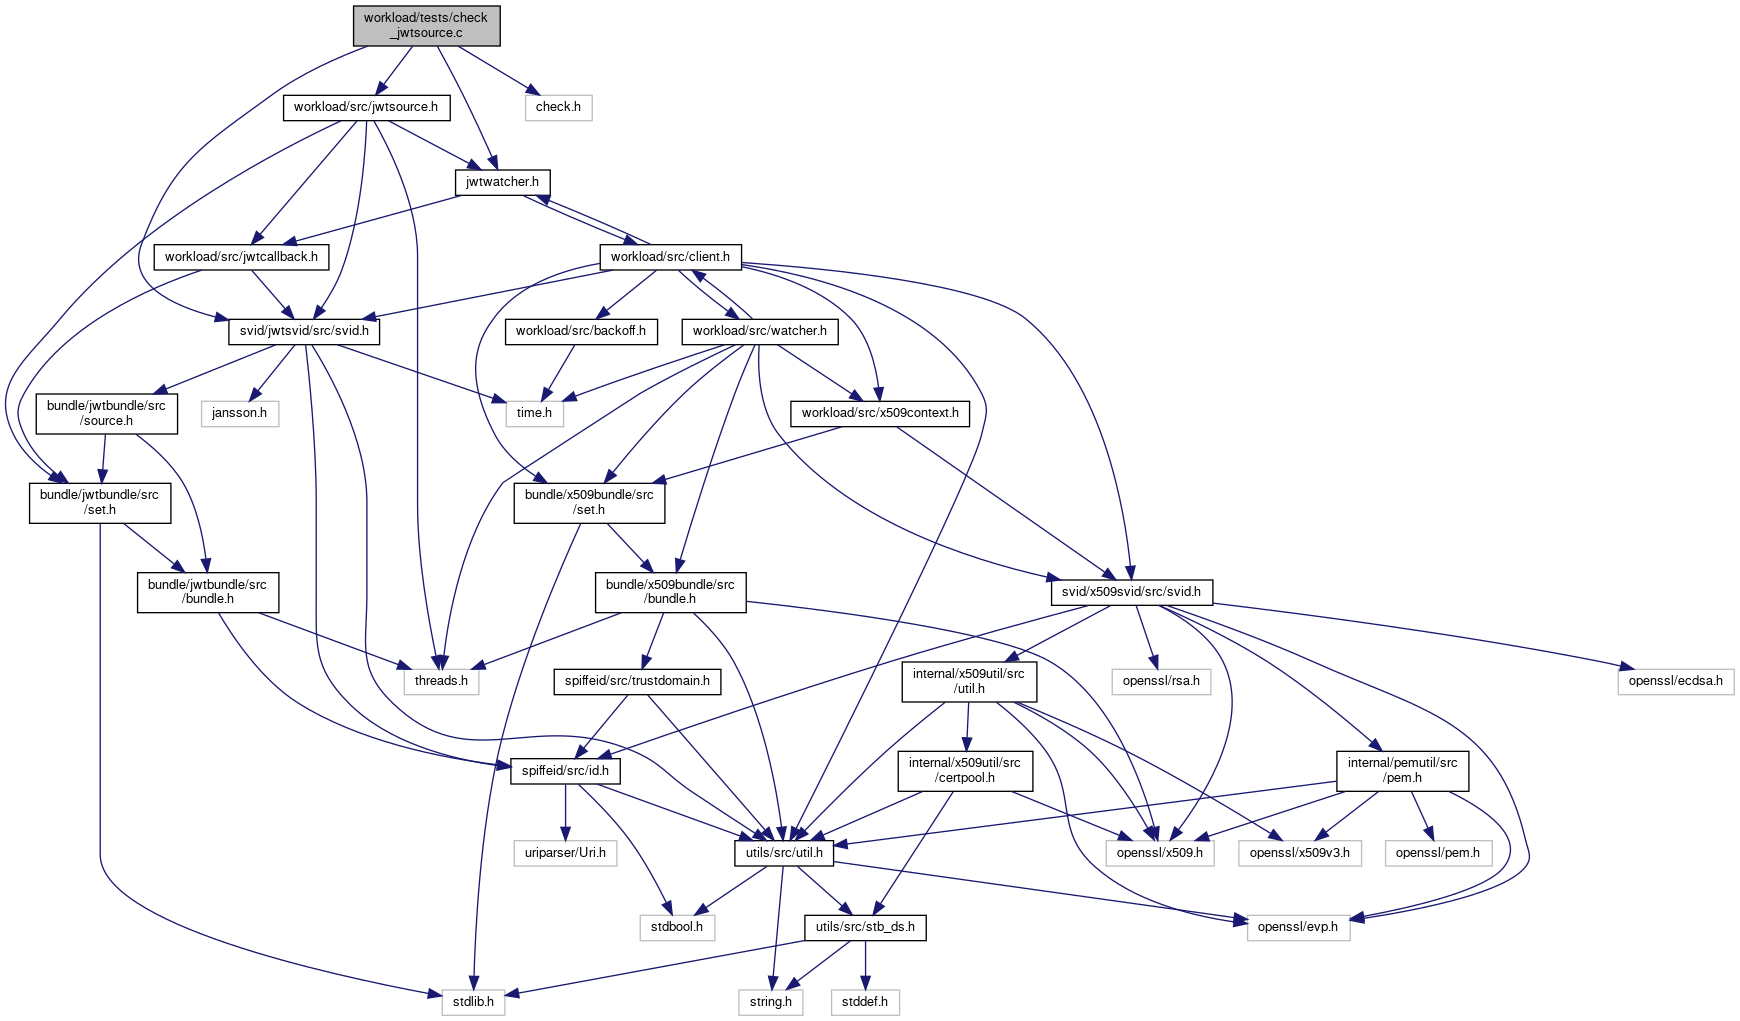 workload/tests/check
_jwtsource.c
workload/src/jwtsource.h
check.h
jwtwatcher.h
workload/src/jwtcallback.h
workload/src/client.h
svid/jwtsvid/src/svid.h
workload/src/backoff.h
workload/src/watcher.h
bundle/jwtbundle/src
/source.h
jansson.h
time.h
workload/src/x509context.h
bundle/jwtbundle/src
/set.h
bundle/x509bundle/src
/set.h
bundle/jwtbundle/src
/bundle.h
bundle/x509bundle/src
/bundle.h
svid/x509svid/src/svid.h
threads.h
spiffeid/src/trustdomain.h
internal/x509util/src
/util.h
openssl/rsa.h
openssl/ecdsa.h
spiffeid/src/id.h
internal/x509util/src
/certpool.h
internal/pemutil/src
/pem.h
uriparser/Uri.h
utils/src/util.h
openssl/x509.h
openssl/x509v3.h
openssl/pem.h
stdbool.h
utils/src/stb_ds.h
openssl/evp.h
stdlib.h
string.h
stddef.h